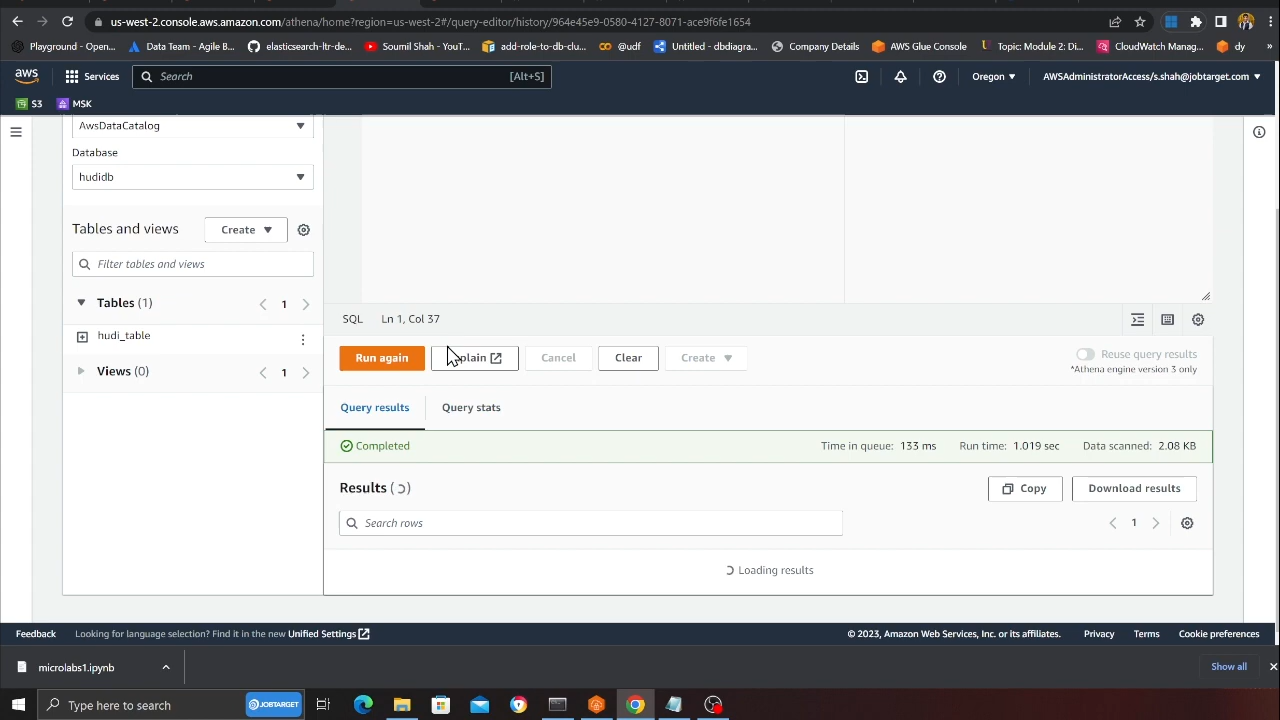 us-west-2.console.aws.amazon.com/athena/home?region=us-west-2#/query-editor/history/964e45e9-0580-4127-8071-ace9f6fe1654
Playground - Open... Data Team - Agile B... elasticsearch-ltr-de... Soumil Shah - YouT... add-role-to-db-clu... @udf Untitled - dbdiagra... Company Details AWS Glue Console Topic: Module 2: Di... CloudWatch Manag... dy »
aws Services Search [Alt+S] Oregon AWSAdministratorAccess/s.shah@jobtarget.com
S3 MSK
AwsDataCatalog
Database
hudidb
Tables and views Create
Filter tables and views
Tables (1) 1
hudi_table
Views (0) 1
SQL Ln 1, Col 37
Run again Cancel Clear Create
Reuse query results
*Athena engine version 3 only
Query results Query stats
Completed Time in queue: 133 ms Run time: 1.019 sec Data scanned: 2.08 KB
Results Copy Download results
Search rows 1
Loading results
Feedback Looking for language selection? Find it in the new Unified Settings © 2023, Amazon Web Services, Inc. or its affiliates. Privacy Terms Cookie preferences
microlabs1.ipynb Show all
Type here to search JOBTARGET